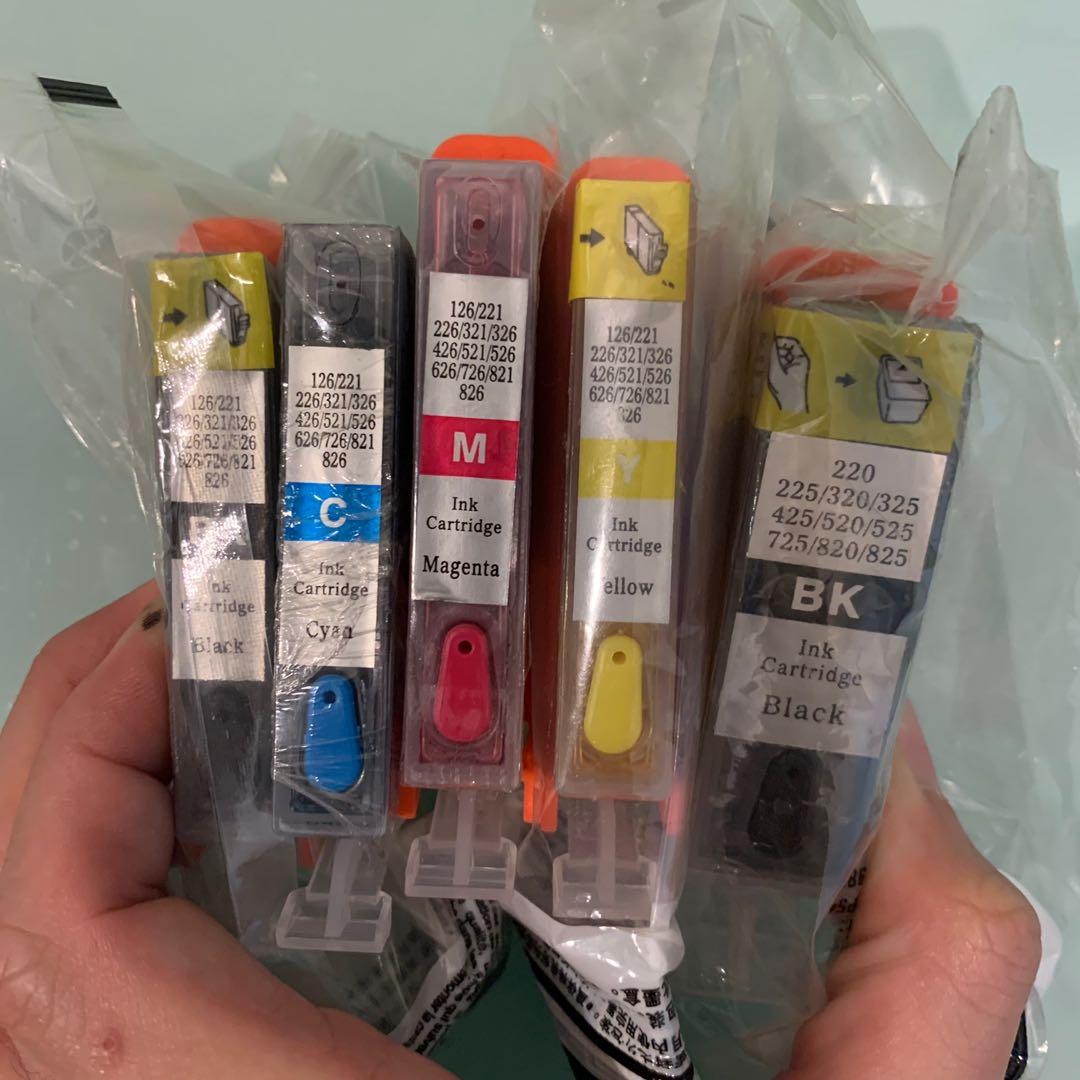 126/221
226/321/326
426/521/526
626/726/821
826
Ink
Cartridge
Black
126/221
226/321/326
426/521/526
626/726/821
826
C
Ink
Cartridge
Cyan
126/221
226/321/326
426/521/526
626/726/821
826
M
Ink
Cartridge
Magenta
126/221
226/321/326
426/521/526
626/726/821
826
Y
Ink
Cartridge
Yellow
220
225/320/325
425/520/525
725/820/825
BK
Ink
Cartridge
Black